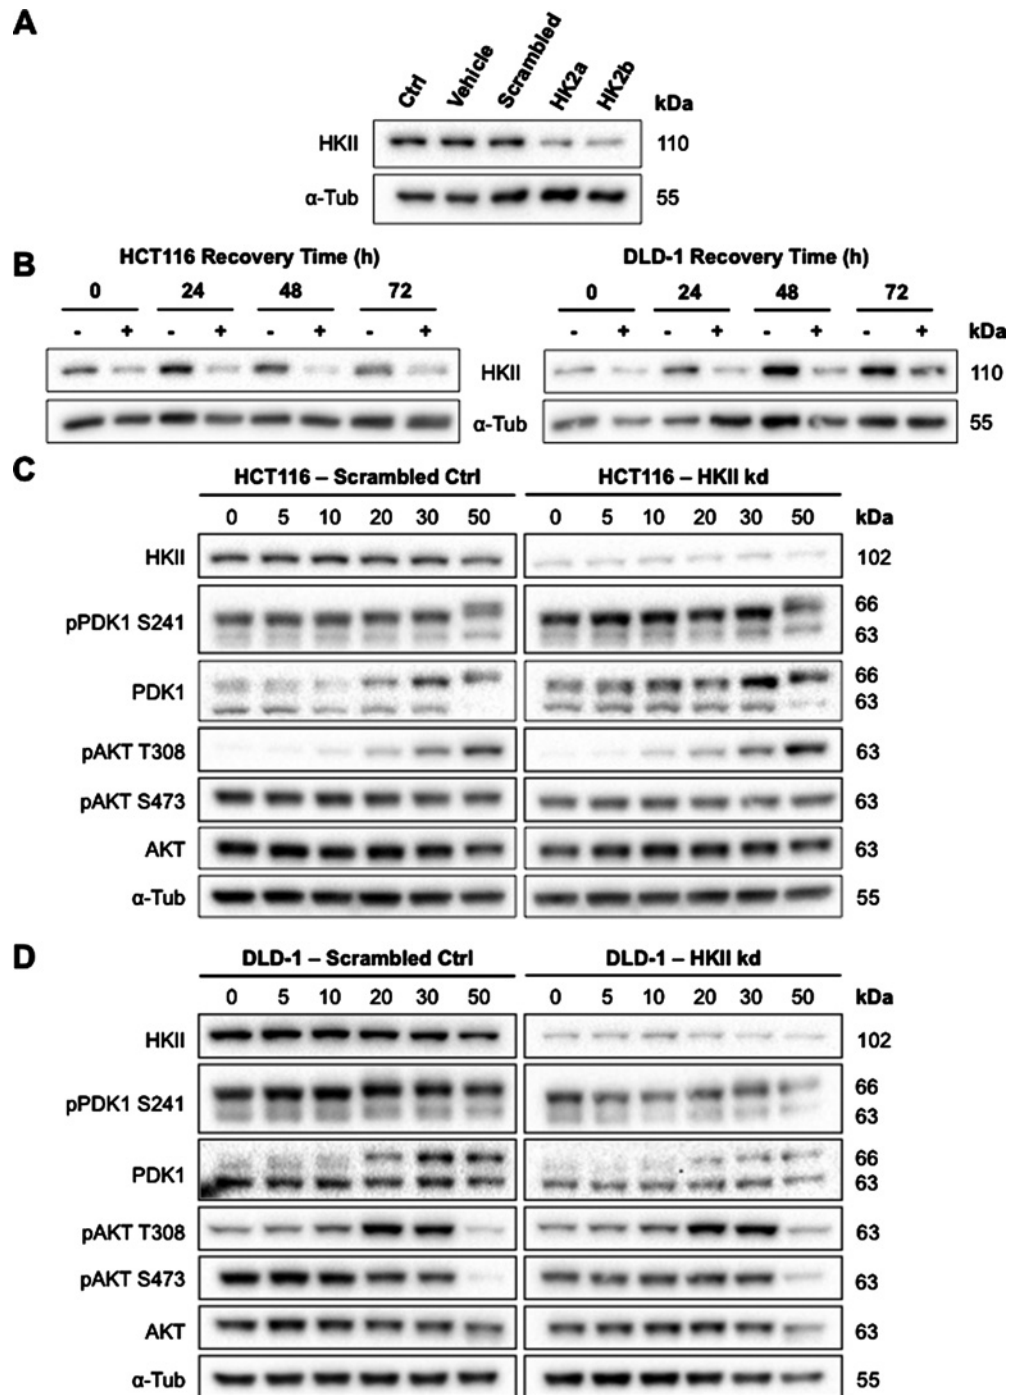 A
Ctrl Vehicle Scrambled HK2a HK2b kDa
HKII 110
α-Tub 55
B
HCT116 Recovery Time (h) DLD-1 Recovery Time (h)
0 24 48 72 0 24 48 72
- + - + - + - + - + - + - + - + kDa
HKII 110
α-Tub 55
C
HCT116 – Scrambled Ctrl HCT116 – HKII kd
0 5 10 20 30 50 0 5 10 20 30 50 kDa
HKII 102
pPDK1 S241 66
63
PDK1 66
63
pAKT T308 63
pAKT S473 63
AKT 63
α-Tub 55
D
DLD-1 – Scrambled Ctrl DLD-1 – HKII kd
0 5 10 20 30 50 0 5 10 20 30 50 kDa
HKII 102
pPDK1 S241 66
63
PDK1 66
63
pAKT T308 63
pAKT S473 63
AKT 63
α-Tub 55